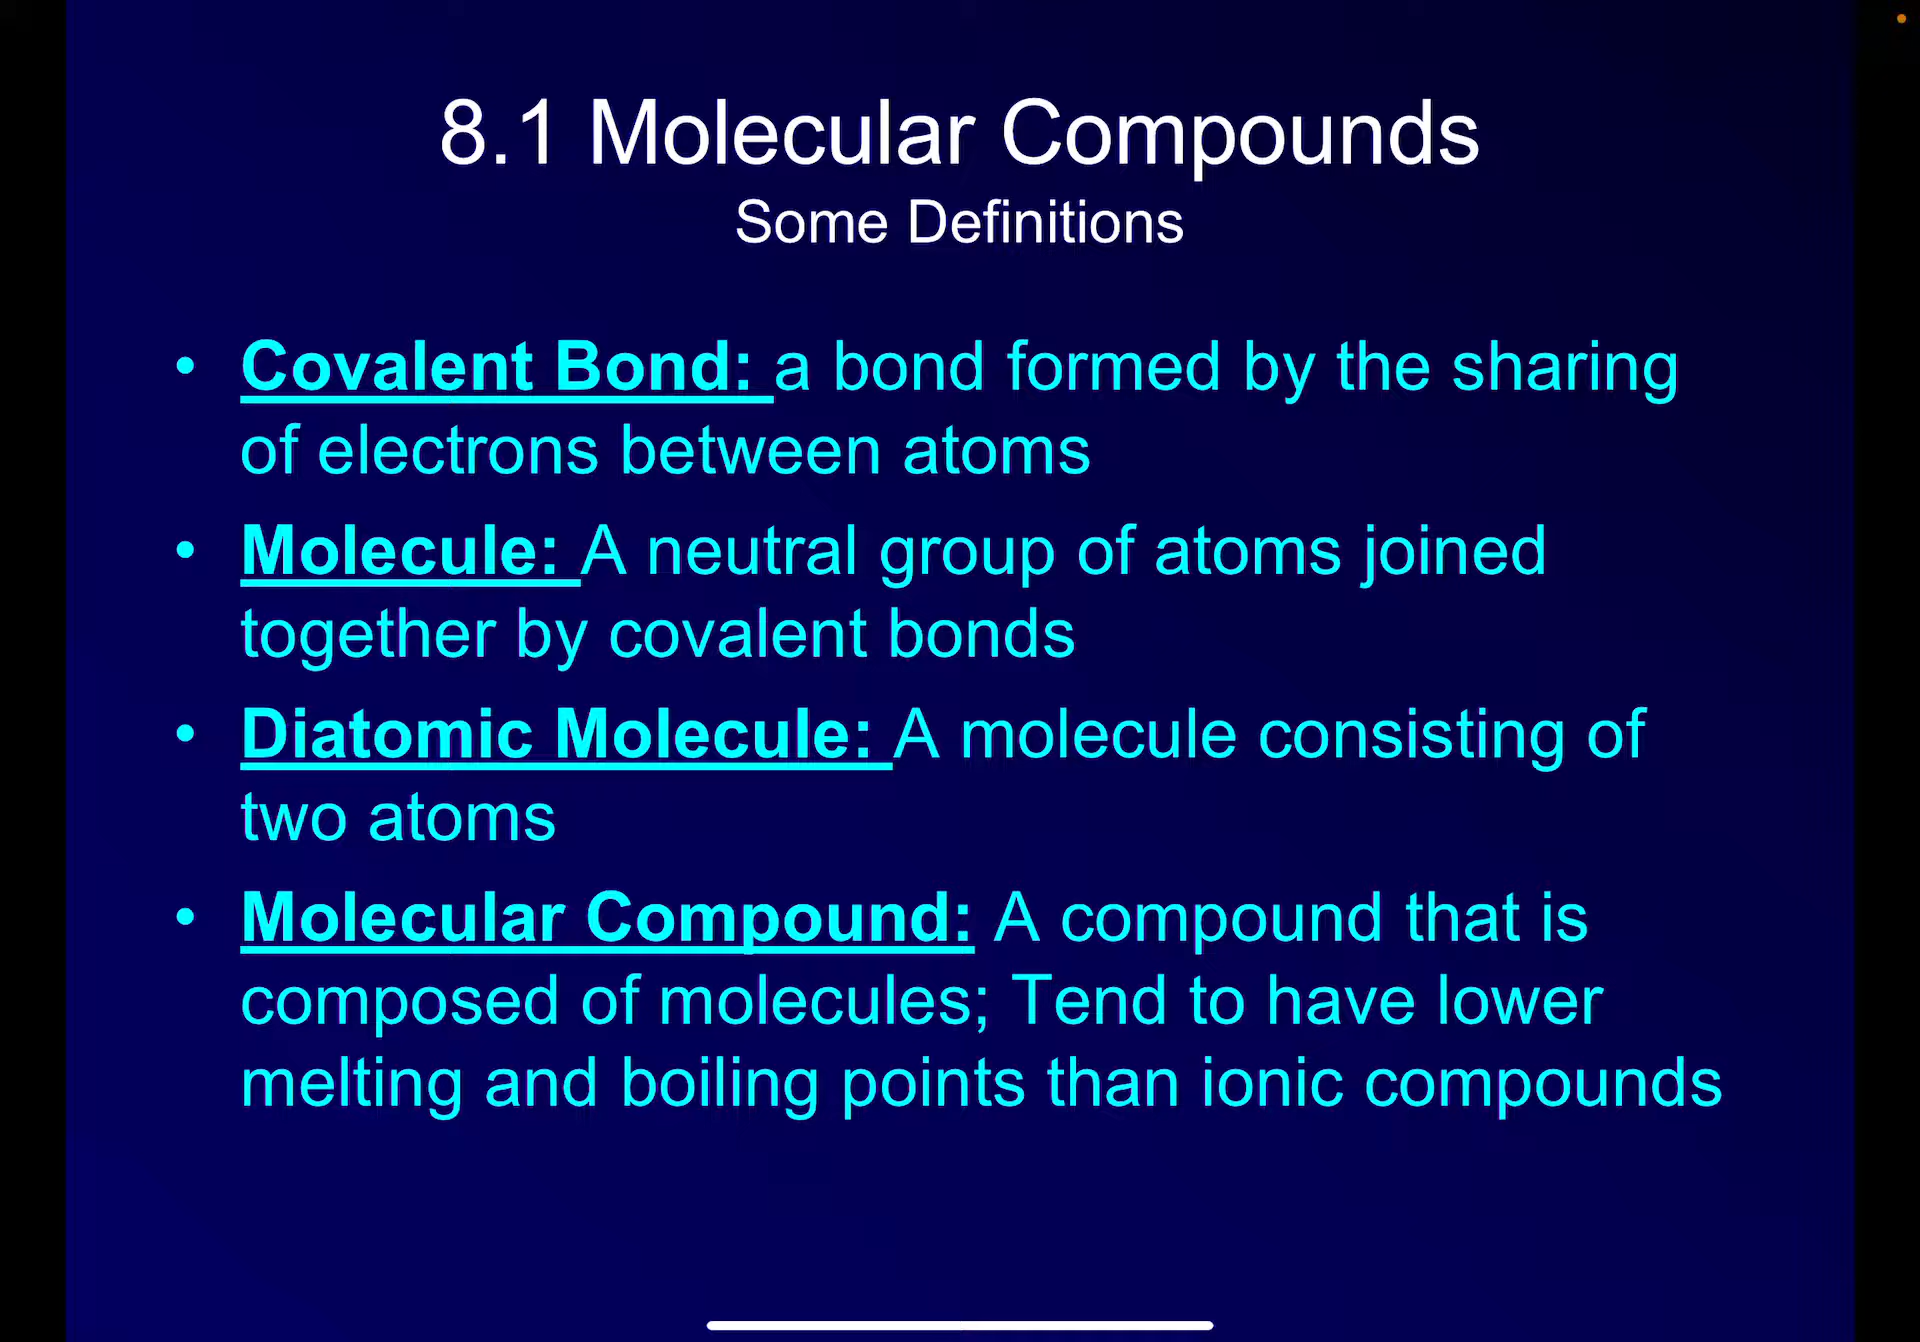 8.1 Molecular Compounds
Some Definitions
• Covalent Bond: a bond formed by the sharing
of electrons between atoms
• Molecule: A neutral group of atoms joined
together by covalent bonds
• Diatomic Molecule: A molecule consisting of
two atoms
• Molecular Compound: A compound that is
composed of molecules; Tend to have lower
melting and boiling points than ionic compounds